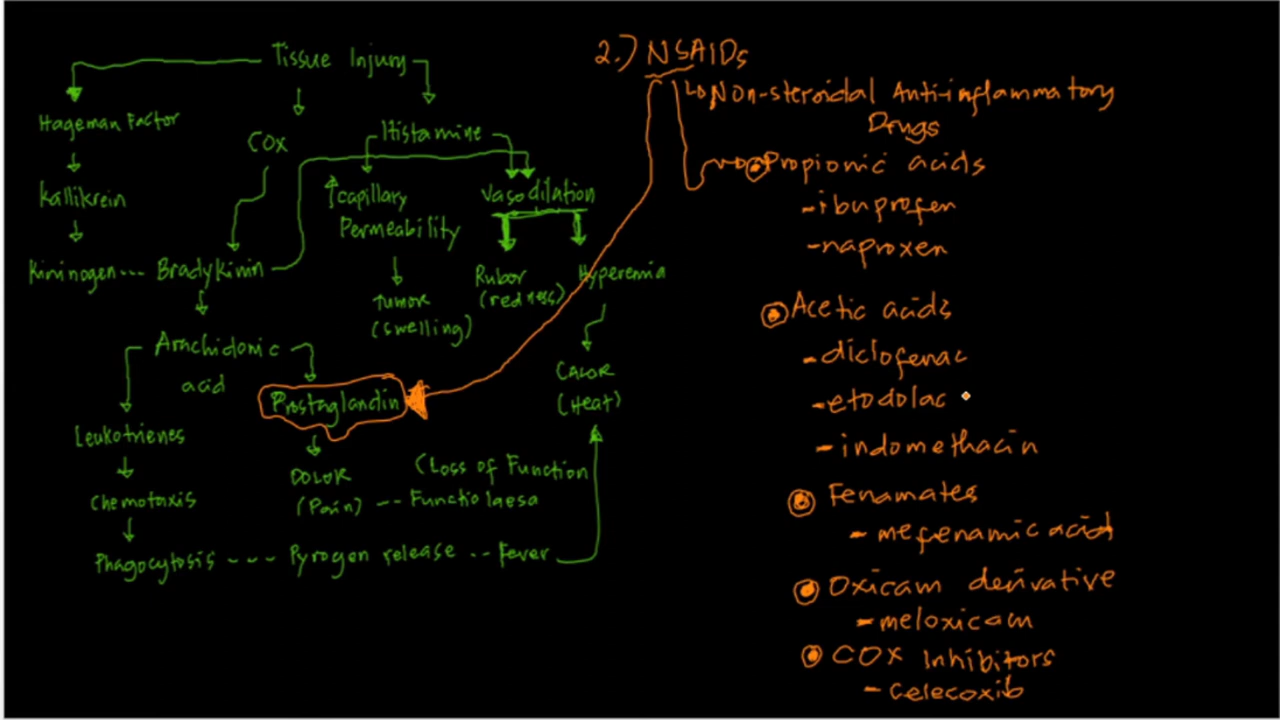 Tissue Injury
Hageman Factor
COX
Histamine
Kallikrein
↑capillary
Permeability
Vasodilation
Kininogen --- Bradykinin
Tumor
(swelling)
Rubor
(redness)
Hyperemia
Arachidonic
acid
Prostaglandin
CALOR
(Heat)
Leukotrienes
DOLOR
(Pain) -- Functio laesa
(Loss of Function
Chemotaxis
Phagocytosis --- Pyrogen release -- Fever
2.) NSAIDs
Non-steroidal Anti-inflammatory
Drugs
Propionic acids
-ibuprofen
-naproxen
Acetic acids
-diclofenac
-etodolac
-indomethacin
Fenamates
-mefenamic acid
Oxicam derivative
-meloxicam
COX Inhibitors
-celecoxib